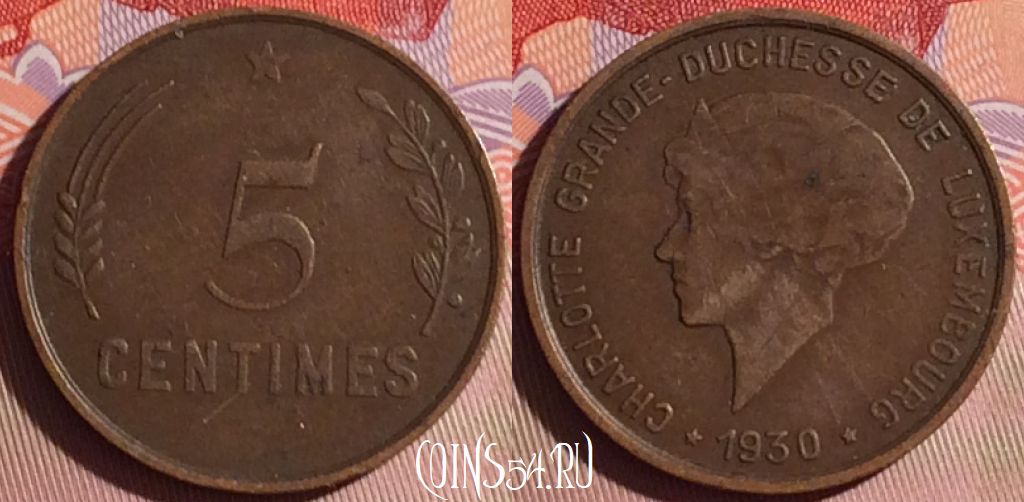 5
CENTIMES
CHARLOTTE GRANDE-DUCHESSE DE LUXEMBOURG
★ 1930 ★
COINS54.RU